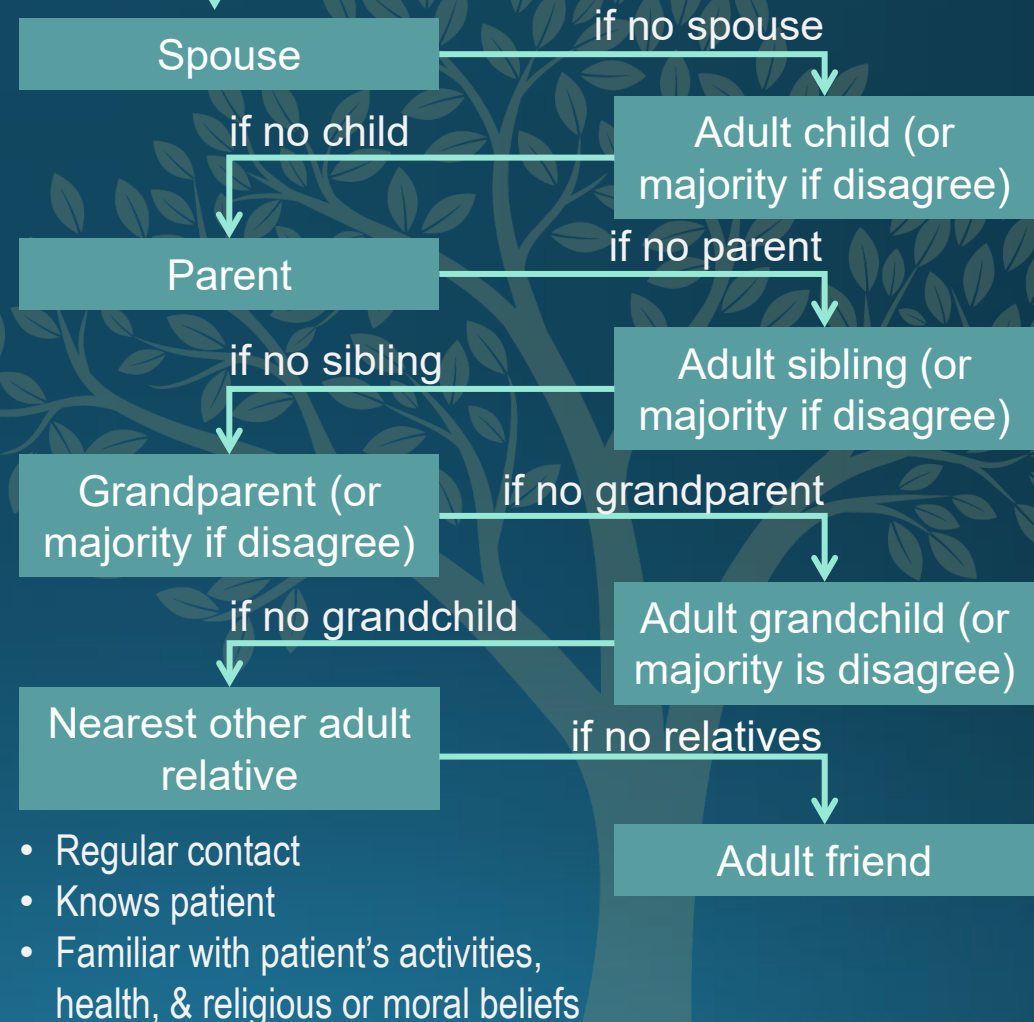 if no spouse
Spouse
if no child
Adult child (or
majority if disagree)
if no parent
Parent
if no sibling
Adult sibling (or
majority if disagree)
Grandparent (or
majority if disagree)
if no grandparent
if no grandchild
Adult grandchild (or
majority is disagree)
Nearest other adult
relative
if no relatives
Adult friend
• Regular contact
• Knows patient
• Familiar with patient’s activities,
health, & religious or moral beliefs